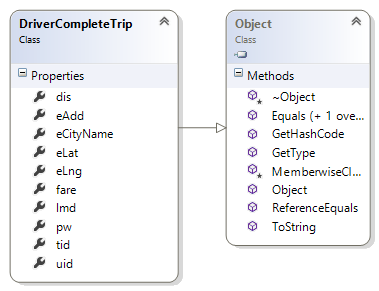 DriverCompleteTrip
Class
Properties
dis
eAdd
eCityName
eLat
eLng
fare
lmd
pw
tid
uid
Object
Class
Methods
~Object
Equals (+ 1 ove...
GetHashCode
GetType
MemberwiseCl...
Object
ReferenceEquals
ToString